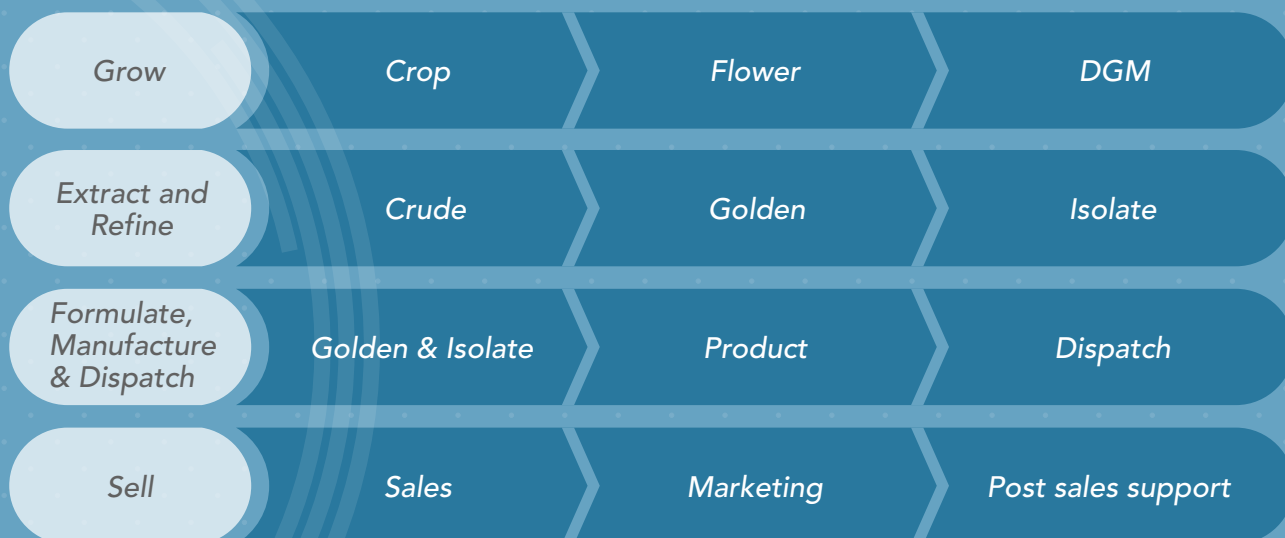 Grow
Crop
Flower
DGM
Extract and
Refine
Crude
Golden
Isolate
Formulate,
Manufacture
& Dispatch
Golden & Isolate
Product
Dispatch
Sell
Sales
Marketing
Post sales support